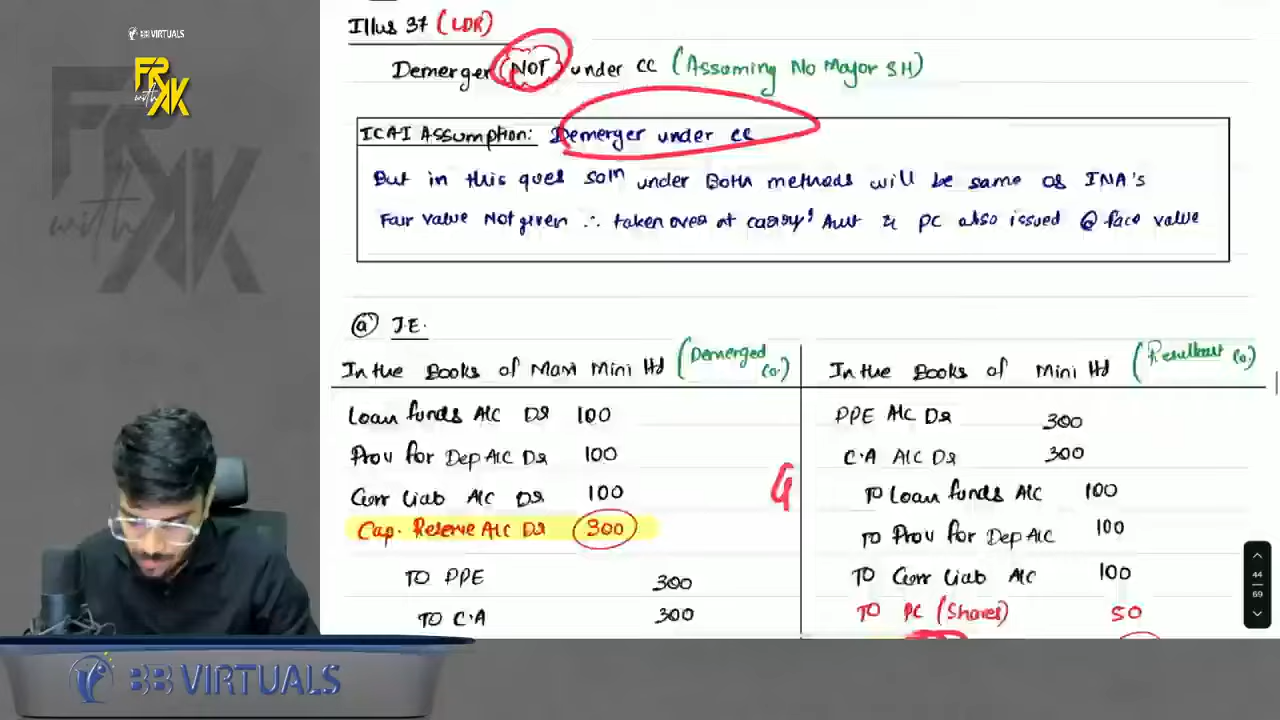 BB VIRTUALS
FR
with AK
Illus 37 (LDR)
Demerger NOT under CC (Assuming No Major SH)
ICAI Assumption: Demerger under CC
But in this ques soln under Both methods will be same as INA's
Fair value Not given ∴ taken over at carry' Amt & PC also issued @ face value
(a) J.E.
In the Books of Maxi Mini ltd (Demerged Co.)
Loan funds A/C Dr 100
Prov for Dep A/C Dr 100
Curr Liab A/C Dr 100
Cap. Reserve A/C Dr 300
TO PPE 300
TO C.A 300
In the Books of Mini ltd (Resultant Co.)
PPE A/C Dr 300
C.A A/C Dr 300
TO Loan funds A/C 100
TO Prov for Dep A/C 100
TO Curr Liab A/C 100
TO PC (Shares) 50
44
69
BB VIRTUALS